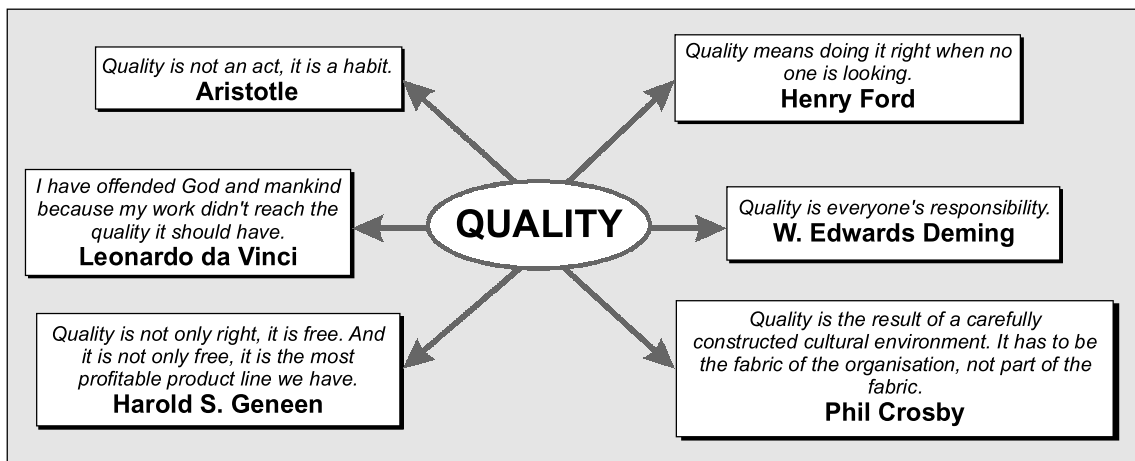 Quality is not an act, it is a habit.
Aristotle
Quality means doing it right when no
one is looking.
Henry Ford
I have offended God and mankind
because my work didn't reach the
quality it should have.
Leonardo da Vinci
QUALITY
Quality is everyone's responsibility.
W. Edwards Deming
Quality is not only right, it is free. And
it is not only free, it is the most
profitable product line we have.
Harold S. Geneen
Quality is the result of a carefully
constructed cultural environment. It has to be
the fabric of the organisation, not part of the
fabric.
Phil Crosby